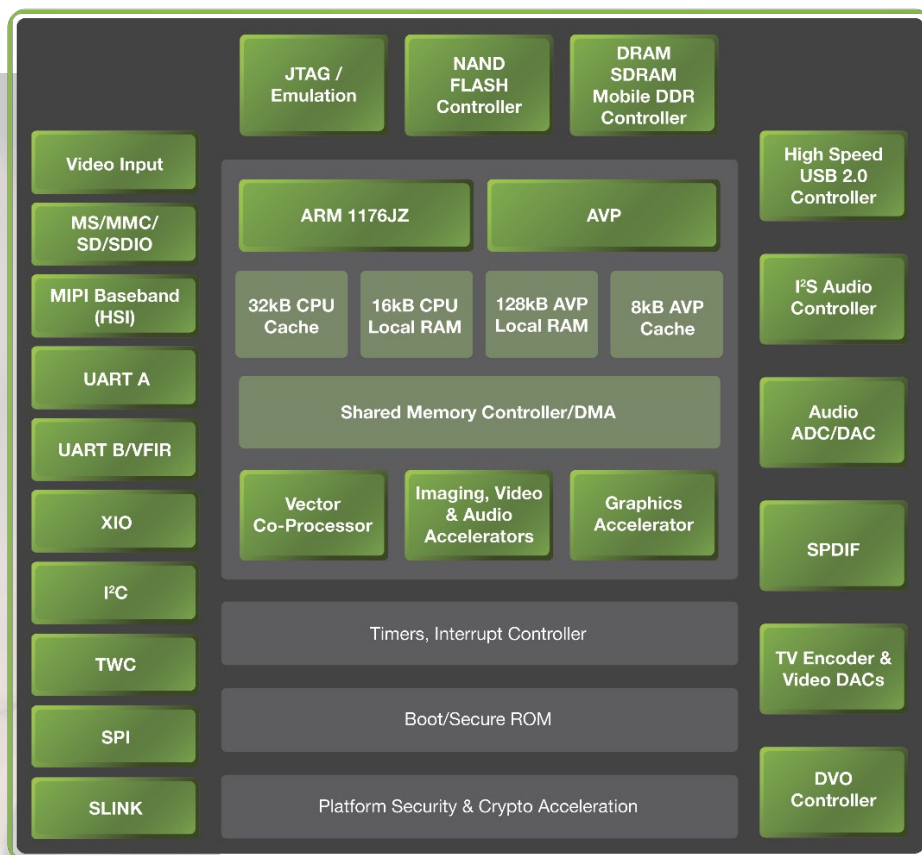 JTAG /
Emulation
NAND
FLASH
Controller
DRAM
SDRAM
Mobile DDR
Controller
Video Input
MS/MMC/
SD/SDIO
MIPI Baseband
(HSI)
UART A
UART B/VFIR
XIO
I²C
TWC
SPI
SLINK
ARM 1176JZ
AVP
32kB CPU
Cache
16kB CPU
Local RAM
128kB AVP
Local RAM
8kB AVP
Cache
Shared Memory Controller/DMA
Vector
Co-Processor
Imaging, Video
& Audio
Accelerators
Graphics
Accelerator
Timers, Interrupt Controller
Boot/Secure ROM
Platform Security & Crypto Acceleration
High Speed
USB 2.0
Controller
I²S Audio
Controller
Audio
ADC/DAC
SPDIF
TV Encoder &
Video DACs
DVO
Controller